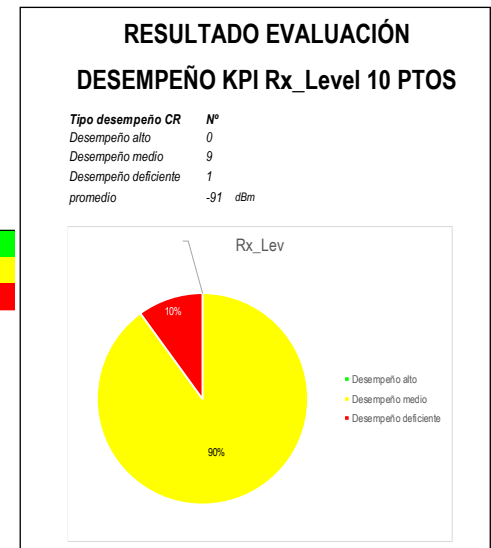 RESULTADO EVALUACIÓN
DESEMPEÑO KPI Rx_Level 10 PTOS
Tipo desempeño CR Nº
Desempeño alto 0
Desempeño medio 9
Desempeño deficiente 1
promedio -91 dBm
Rx_Lev
10%
Desempeño alto
Desempeño medio
Desempeño deficiente
90%